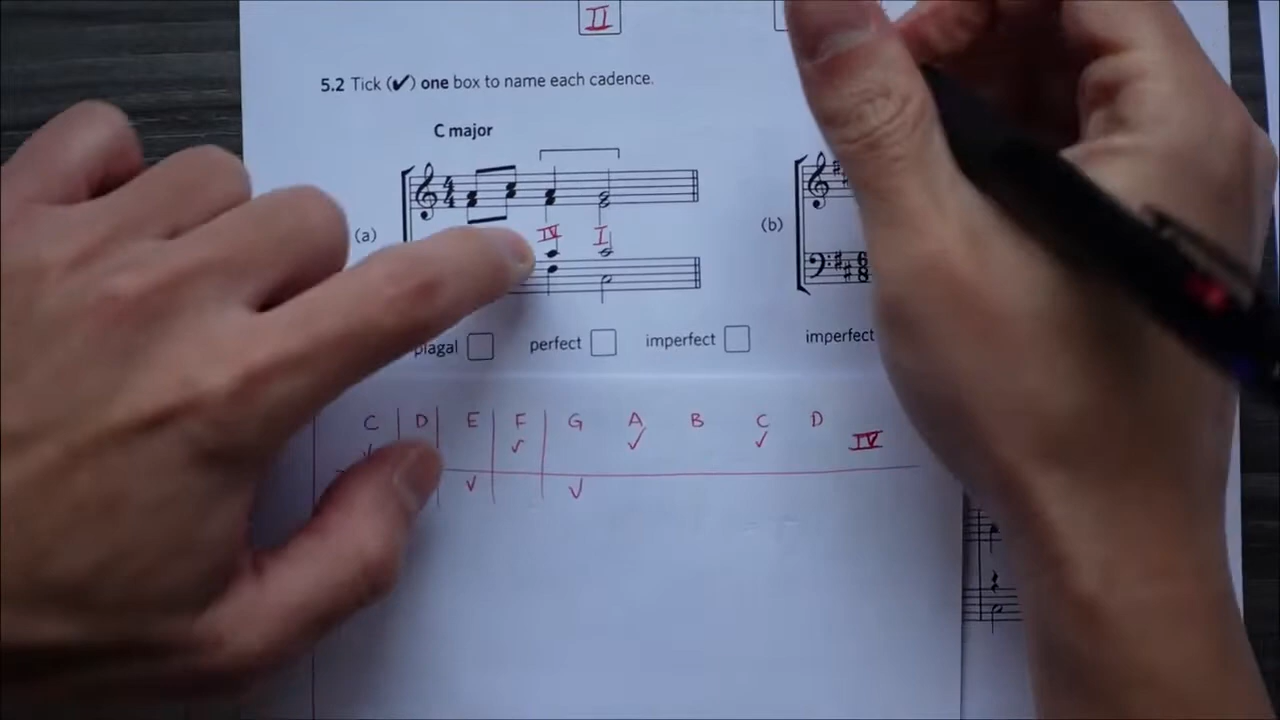 II
5.2 Tick (✔) one box to name each cadence.
C major
(a) IV I
(b)
plagal perfect imperfect imperfect
C D E F G A B C D
✓ ✓ ✓ ✓ IV
✓ ✓